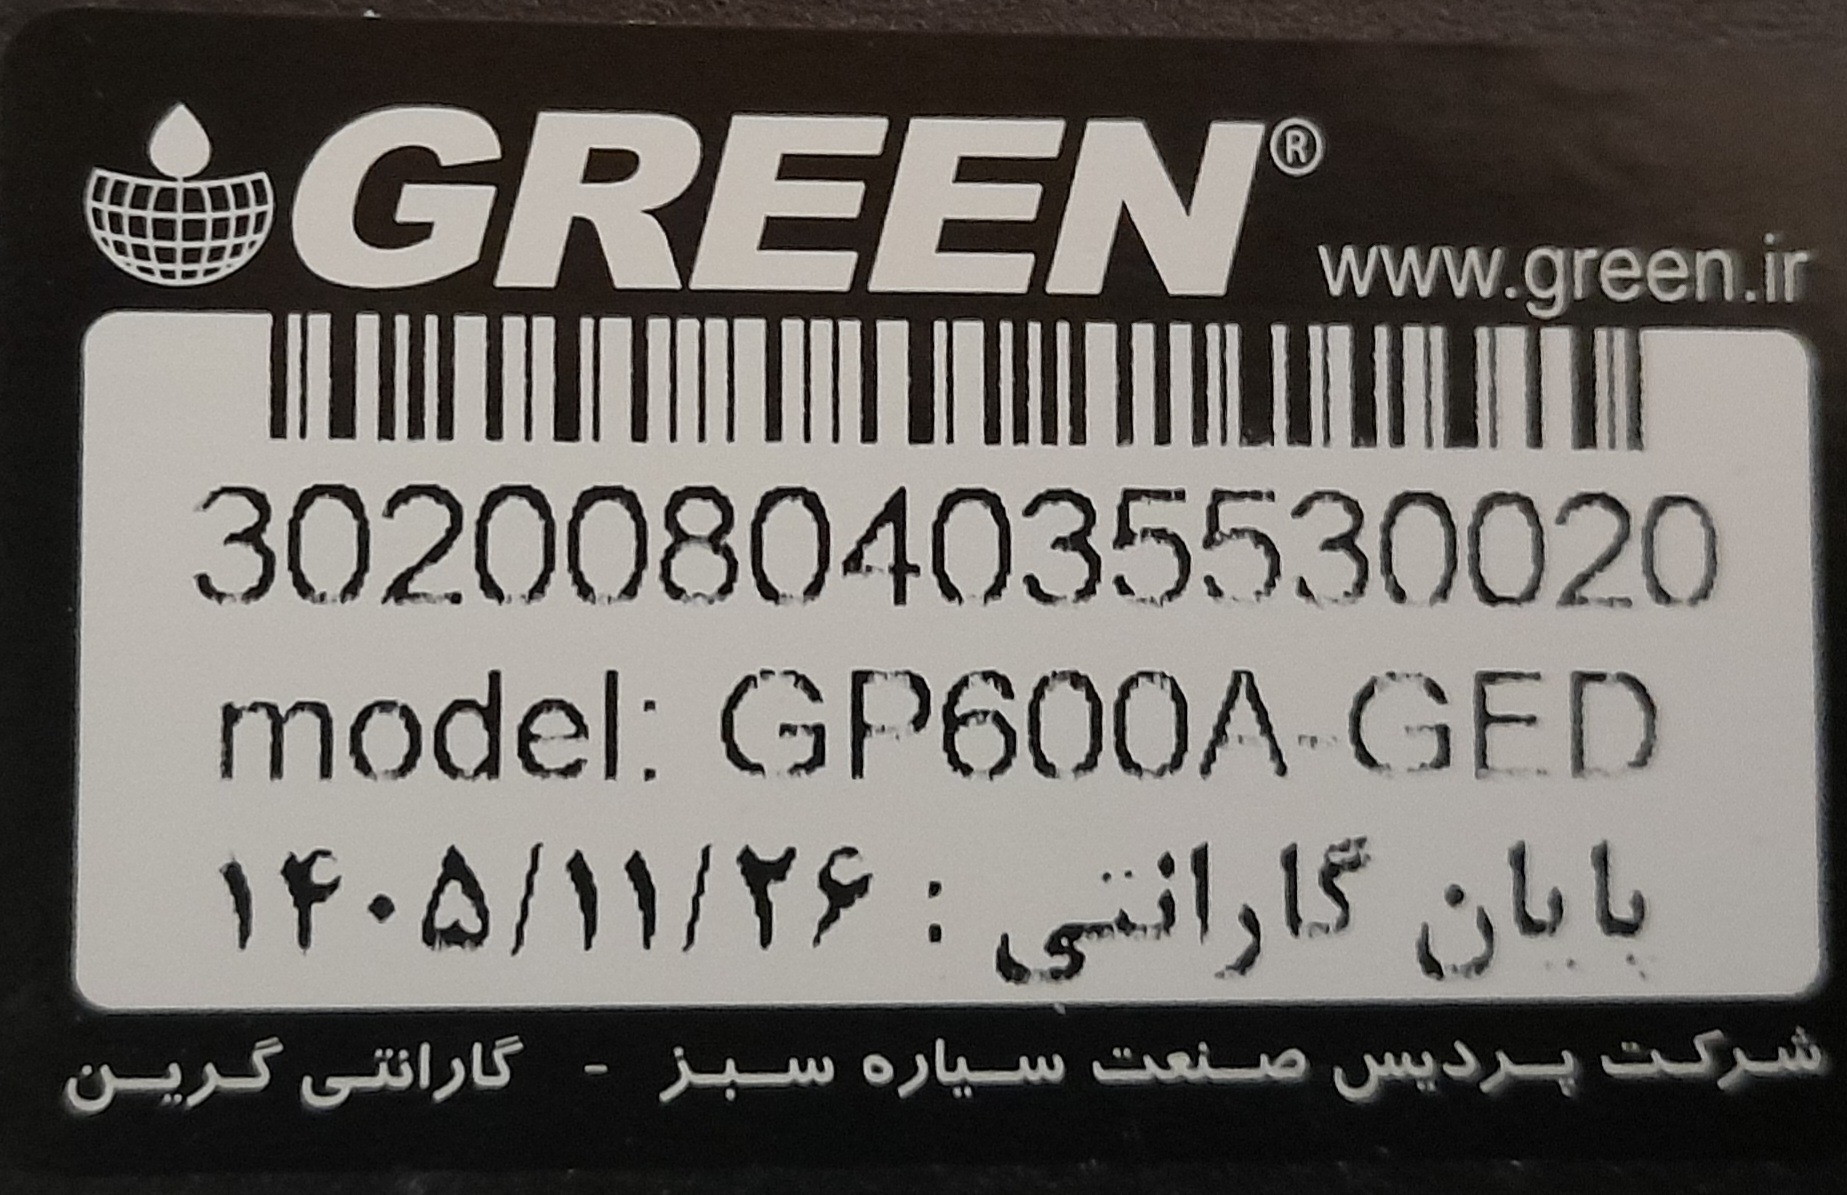 GREEN®
www.green.ir
30200804035530020
model: GP600A-GED
پایان گارانتی : ۱۴۰۵/۱۱/۲۶
شرکت پردیس صنعت سیاره سبز - گارانتی گرین